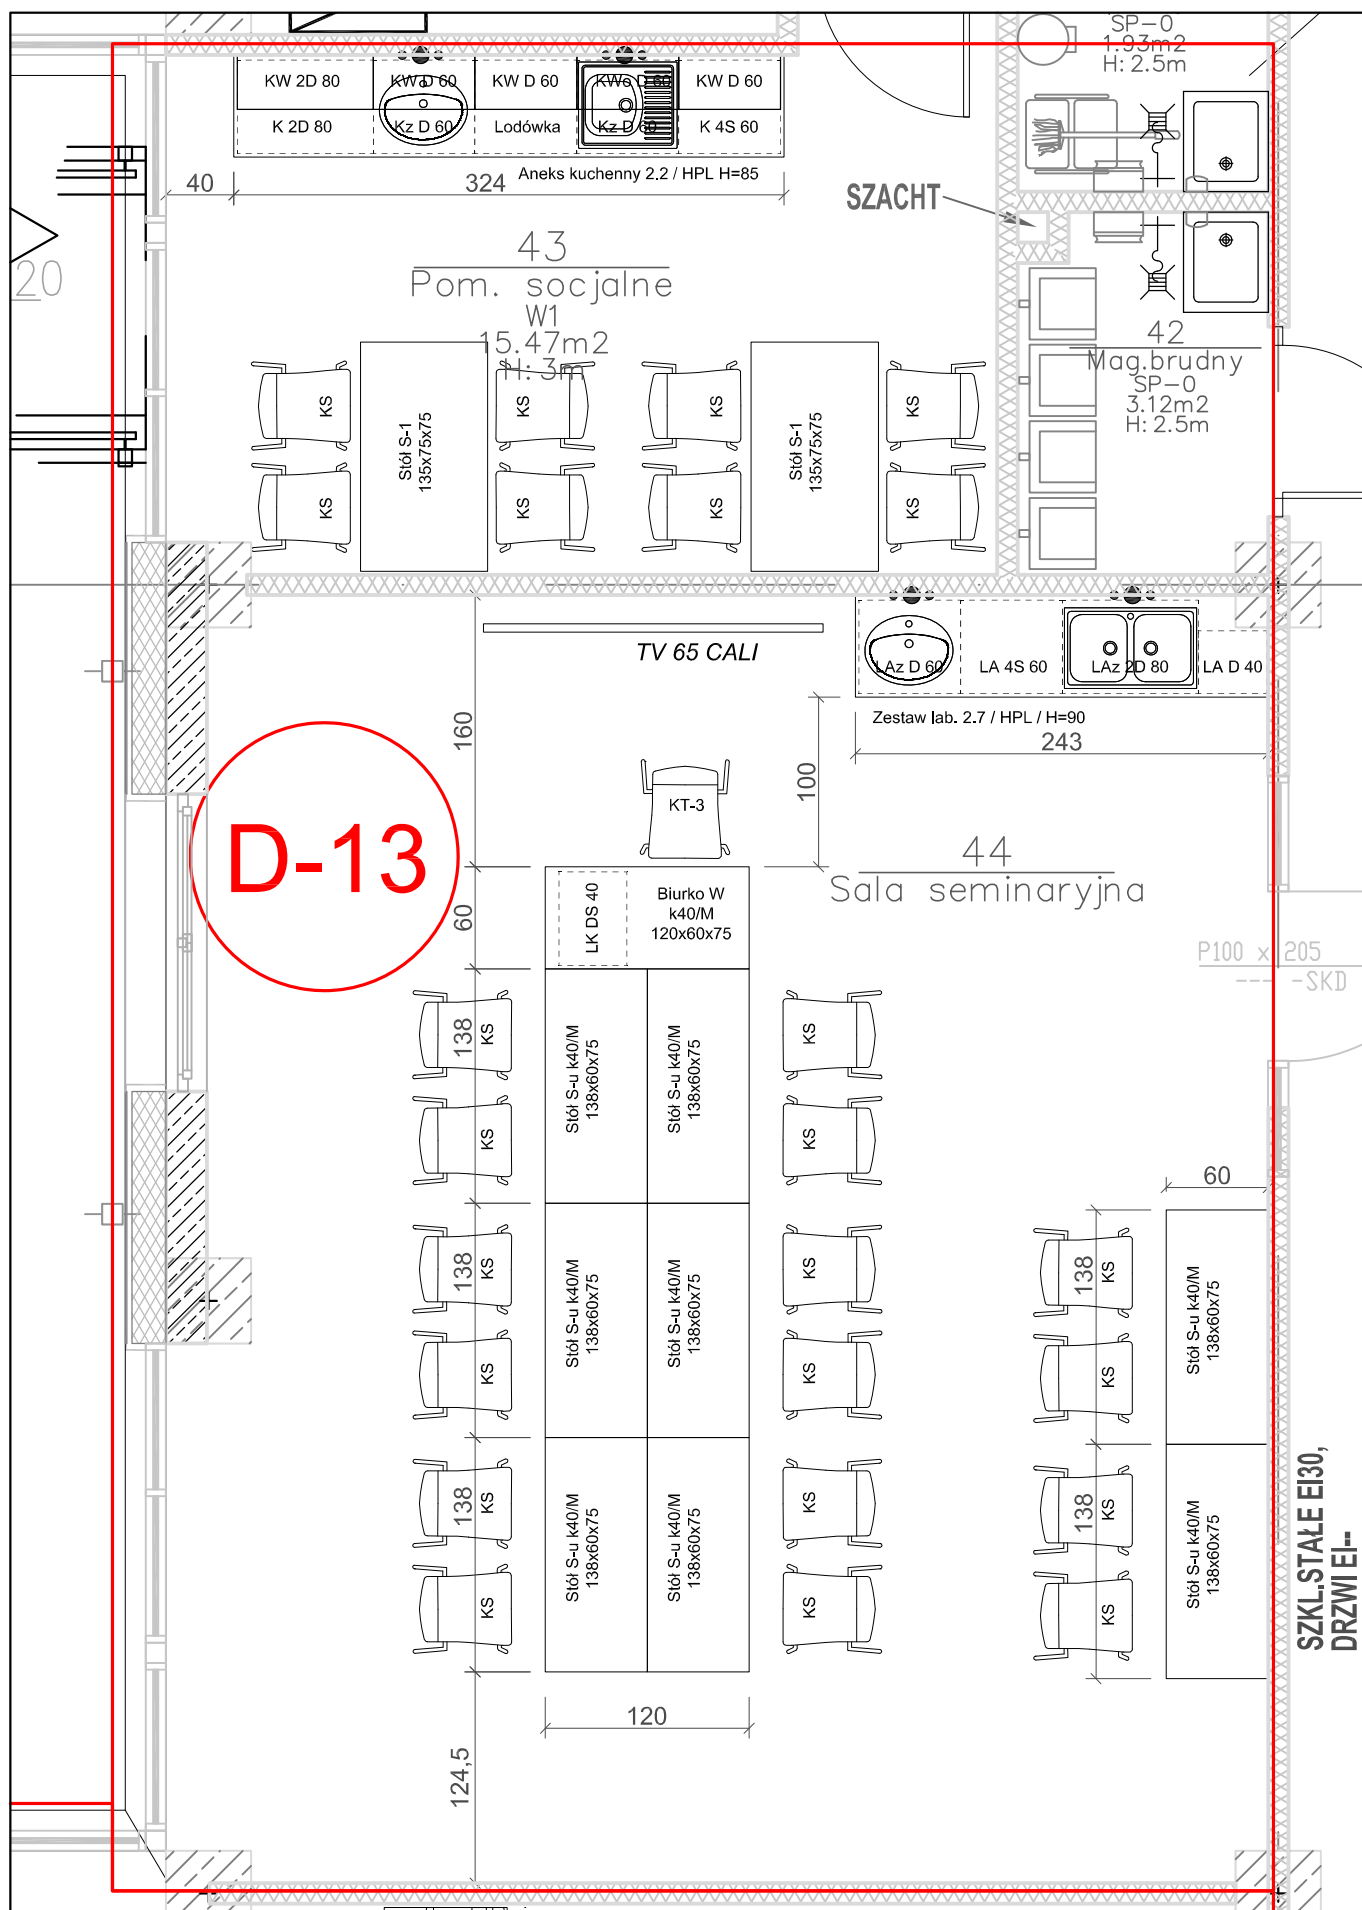 SP-0
1.93m2
H: 2.5m
KW 2D 80
KW D 60
KW D 60
KWo D 60
KW D 60
K 2D 80
Kz D 60
Lodówka
Kz D 60
K 4S 60
Aneks kuchenny 2.2 / HPL H=85
40
324
SZACHT
43
Pom. socjalne
W1
15.47m2
H: 3m
20
42
Mag.brudny
SP-0
3.12m2
H: 2.5m
KS
KS
KS
KS
Stół S-1
135x75x75
Stół S-1
135x75x75
KS
KS
KS
KS
TV 65 CALI
LAz D 60
LA 4S 60
LAz 2D 80
LA D 40
Zestaw lab. 2.7 / HPL / H=90
243
160
100
KT-3
D-13
44
Sala seminaryjna
60
LK DS 40
Biurko W
k40/M
120x60x75
P100 x 205
---- -SKD
138
KS
KS
Stół S-u k40/M
138x60x75
Stół S-u k40/M
138x60x75
KS
KS
60
138
KS
KS
Stół S-u k40/M
138x60x75
Stół S-u k40/M
138x60x75
KS
KS
138
KS
KS
Stół S-u k40/M
138x60x75
138
KS
KS
Stół S-u k40/M
138x60x75
Stół S-u k40/M
138x60x75
KS
KS
138
KS
KS
Stół S-u k40/M
138x60x75
SZKL.STAŁE EI30,
DRZWI EI--
120
124,5